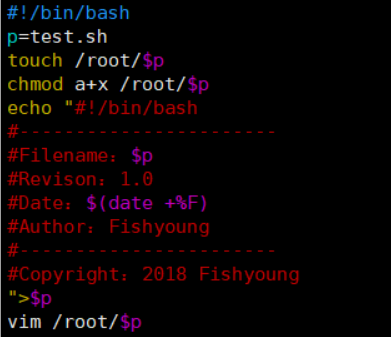 #!/bin/bash
p=test.sh
touch /root/$p
chmod a+x /root/$p
echo "#!/bin/bash
#-----------------------
#Filename: $p
#Revison: 1.0
#Date: $(date +%F)
#Author: Fishyoung
#-----------------------
#Copyright: 2018 Fishyoung
">$p
vim /root/$p